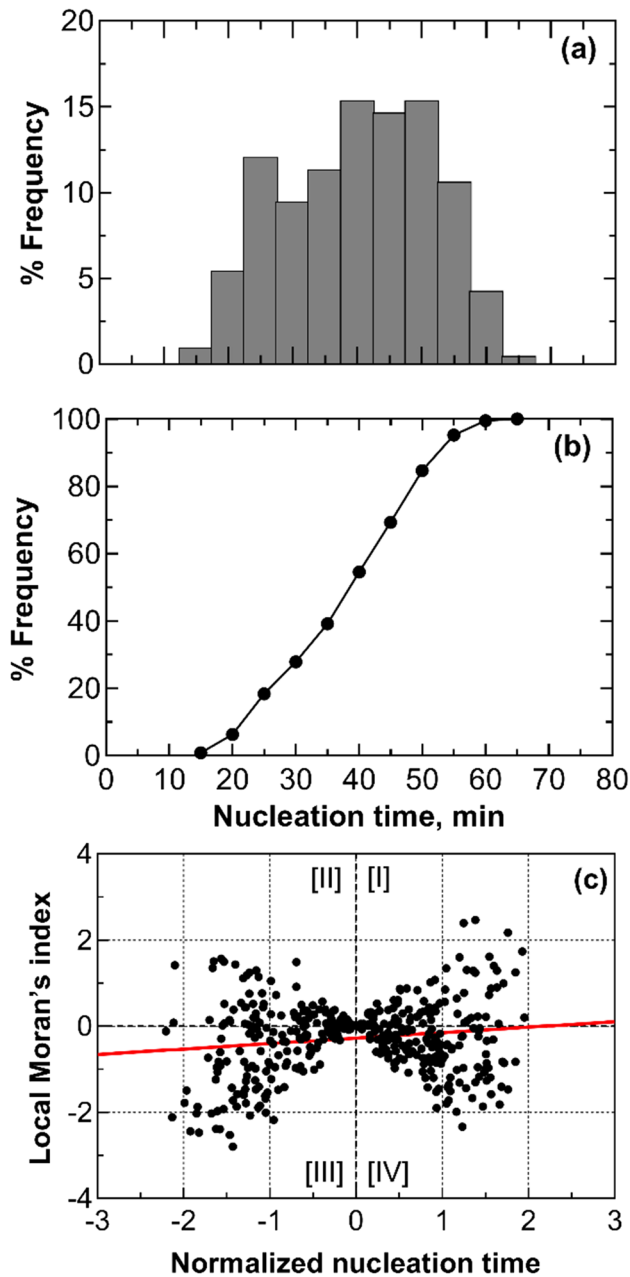 20
15
10
5
0
% Frequency
(a)
100
80
60
40
20
0
% Frequency
(b)
0 10 20 30 40 50 60 70 80
Nucleation time, min
4
2
0
-2
-4
Local Moran's index
[II] [I] (c)
[III] [IV]
-3 -2 -1 0 1 2 3
Normalized nucleation time